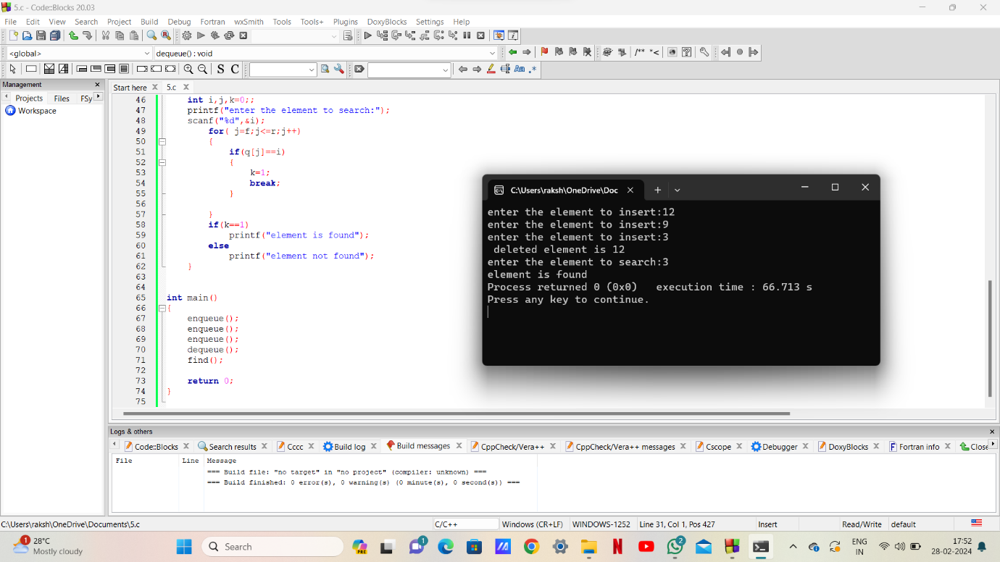 5.c - Code::Blocks 20.03
File Edit View Search Project Build Debug Fortran wxSmith Tools Tools+ Plugins DoxyBlocks Settings Help
<global> dequeue() : void
/** *<
S C Aa .*
Management
Projects Files FSy
Workspace
Start here 5.c
46 int i,j,k=0;;
47 printf("enter the element to search:");
48 scanf("%d",&i);
49 for( j=f;j<=r;j++)
50 {
51 if(q[j]==i)
52 {
53 k=1;
54 break;
55 }
56
57 }
58 if(k==1)
59 printf("element is found");
60 else
61 printf("element not found");
62 }
63
64
65 int main()
66 {
67 enqueue();
68 enqueue();
69 enqueue();
70 dequeue();
71 find();
72
73 return 0;
74 }
75
C:\Users\raksh\OneDrive\Doc
enter the element to insert:12
enter the element to insert:9
enter the element to insert:3
deleted element is 12
enter the element to search:3
element is found
Process returned 0 (0x0) execution time : 66.713 s
Press any key to continue.
Logs & others
Code::Blocks Search results Cccc Build log Build messages CppCheck/Vera++ CppCheck/Vera++ messages Cscope Debugger DoxyBlocks Fortran info Close
File Line Message
=== Build file: "no target" in "no project" (compiler: unknown) ===
=== Build finished: 0 error(s), 0 warning(s) (0 minute(s), 0 second(s)) ===
C:\Users\raksh\OneDrive\Documents\5.c C/C++ Windows (CR+LF) WINDOWS-1252 Line 31, Col 1, Pos 427 Insert Read/Write default
1 28°C
Mostly cloudy
Search
PRE
1
2
ENG
IN
17:52
28-02-2024